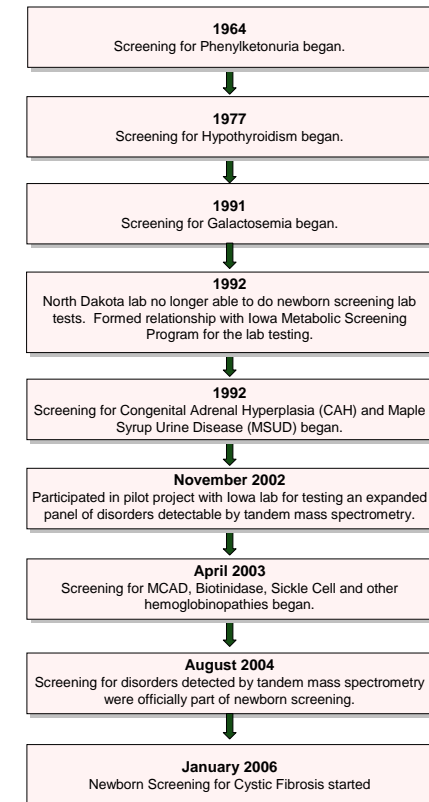 1964
Screening for Phenylketonuria began.
1977
Screening for Hypothyroidism began.
1991
Screening for Galactosemia began.
1992
North Dakota lab no longer able to do newborn screening lab
tests.  Formed relationship with Iowa Metabolic Screening
Program for the lab testing.
1992
Screening for Congenital Adrenal Hyperplasia (CAH) and Maple
Syrup Urine Disease (MSUD) began.
November 2002
Participated in pilot project with Iowa lab for testing an expanded
panel of disorders detectable by tandem mass spectrometry.
April 2003
Screening for MCAD, Biotinidase, Sickle Cell and other
hemoglobinopathies began.
August 2004
Screening for disorders detected by tandem mass spectrometry
were officially part of newborn screening.
January 2006
Newborn Screening for Cystic Fibrosis started